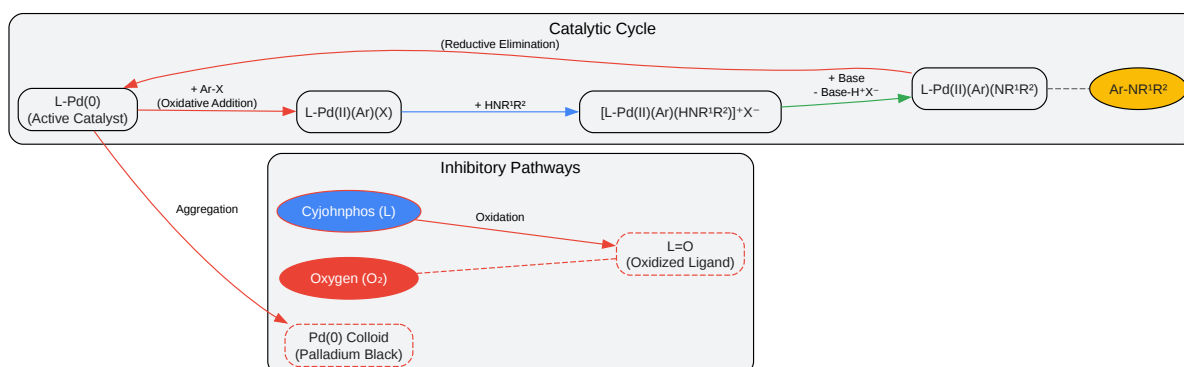 Catalytic Cycle
(Reductive Elimination)
+ Ar-X
(Oxidative Addition)
+ HNR¹R²
+ Base
- Base-H⁺X⁻
L-Pd(0)
(Active Catalyst)
L-Pd(II)(Ar)(X)
[L-Pd(II)(Ar)(HNR¹R²)]⁺X⁻
L-Pd(II)(Ar)(NR¹R²)
Ar-NR¹R²
Inhibitory Pathways
Aggregation
Cyjohnphos (L)
Oxidation
L=O
(Oxidized Ligand)
Oxygen (O₂)
Pd(0) Colloid
(Palladium Black)